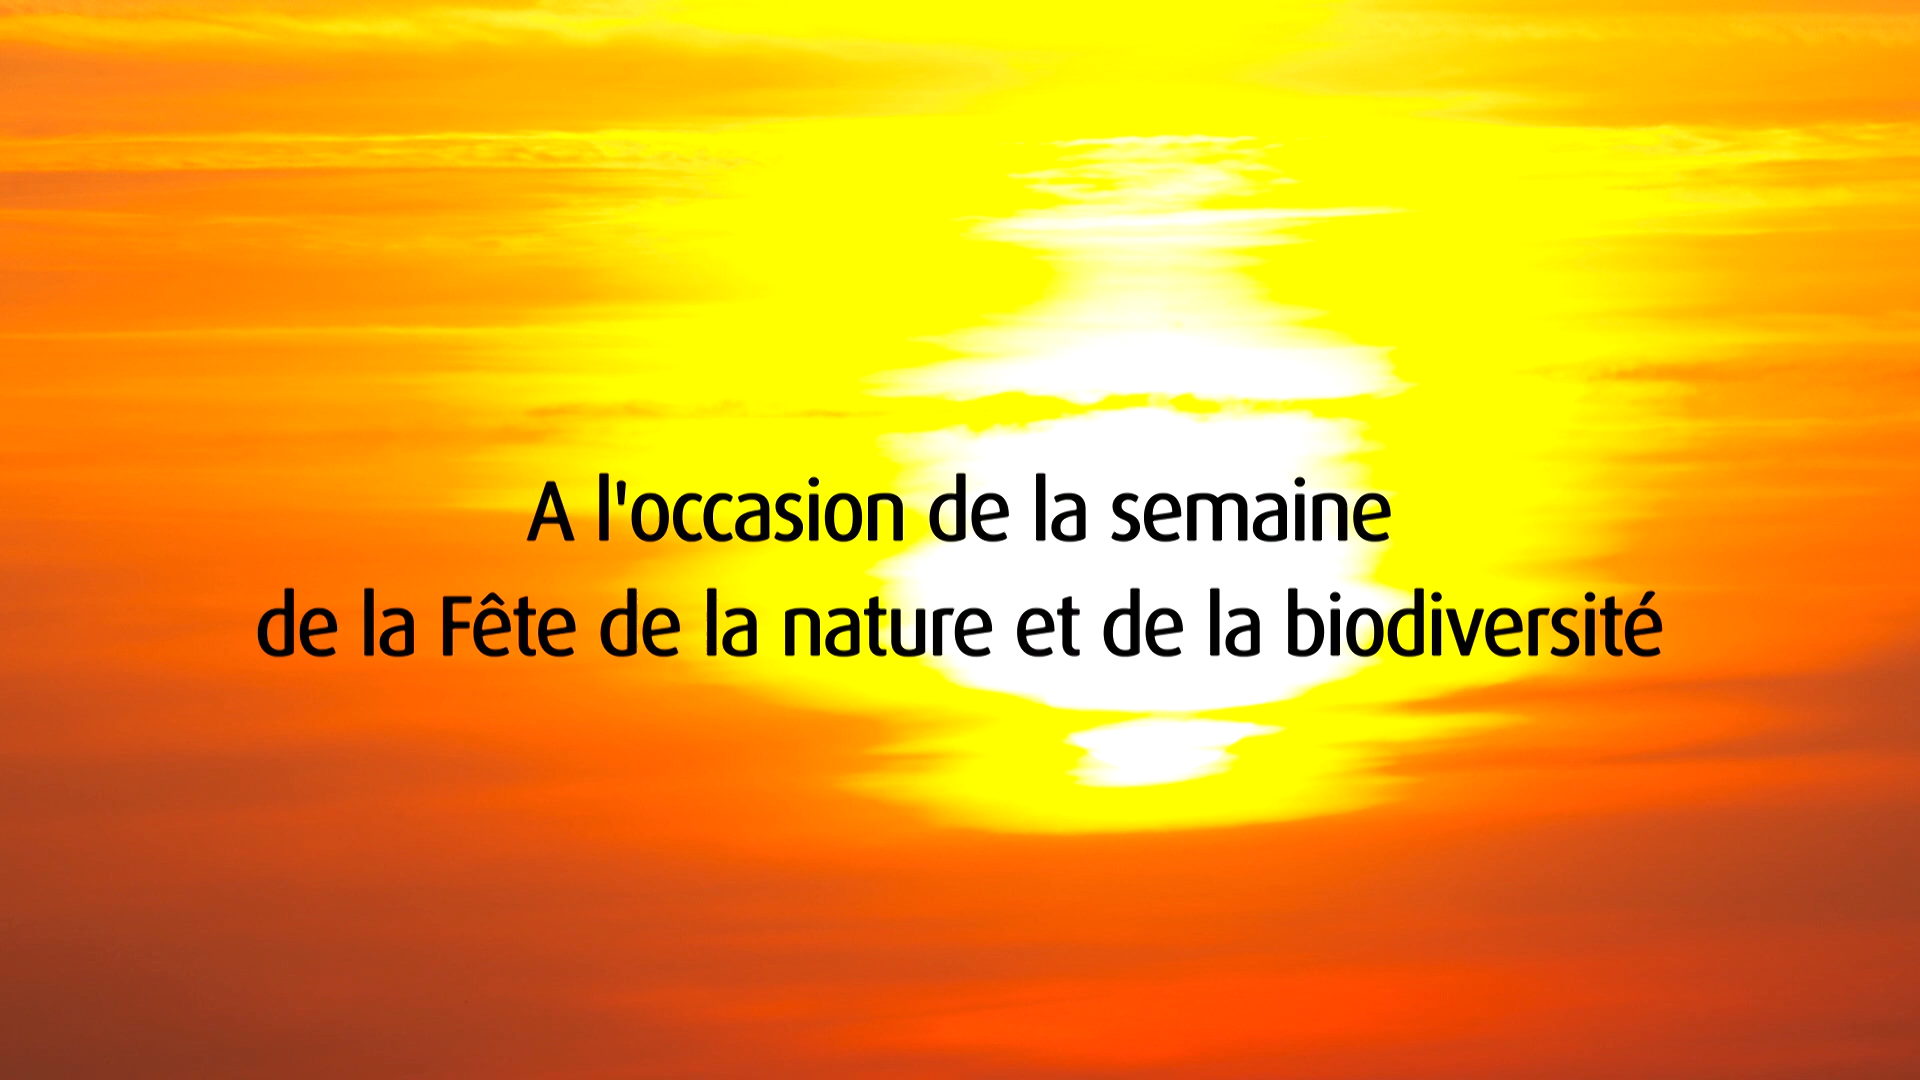 A l'occasion de la semaine
de la Fête de la nature et de la biodiversité